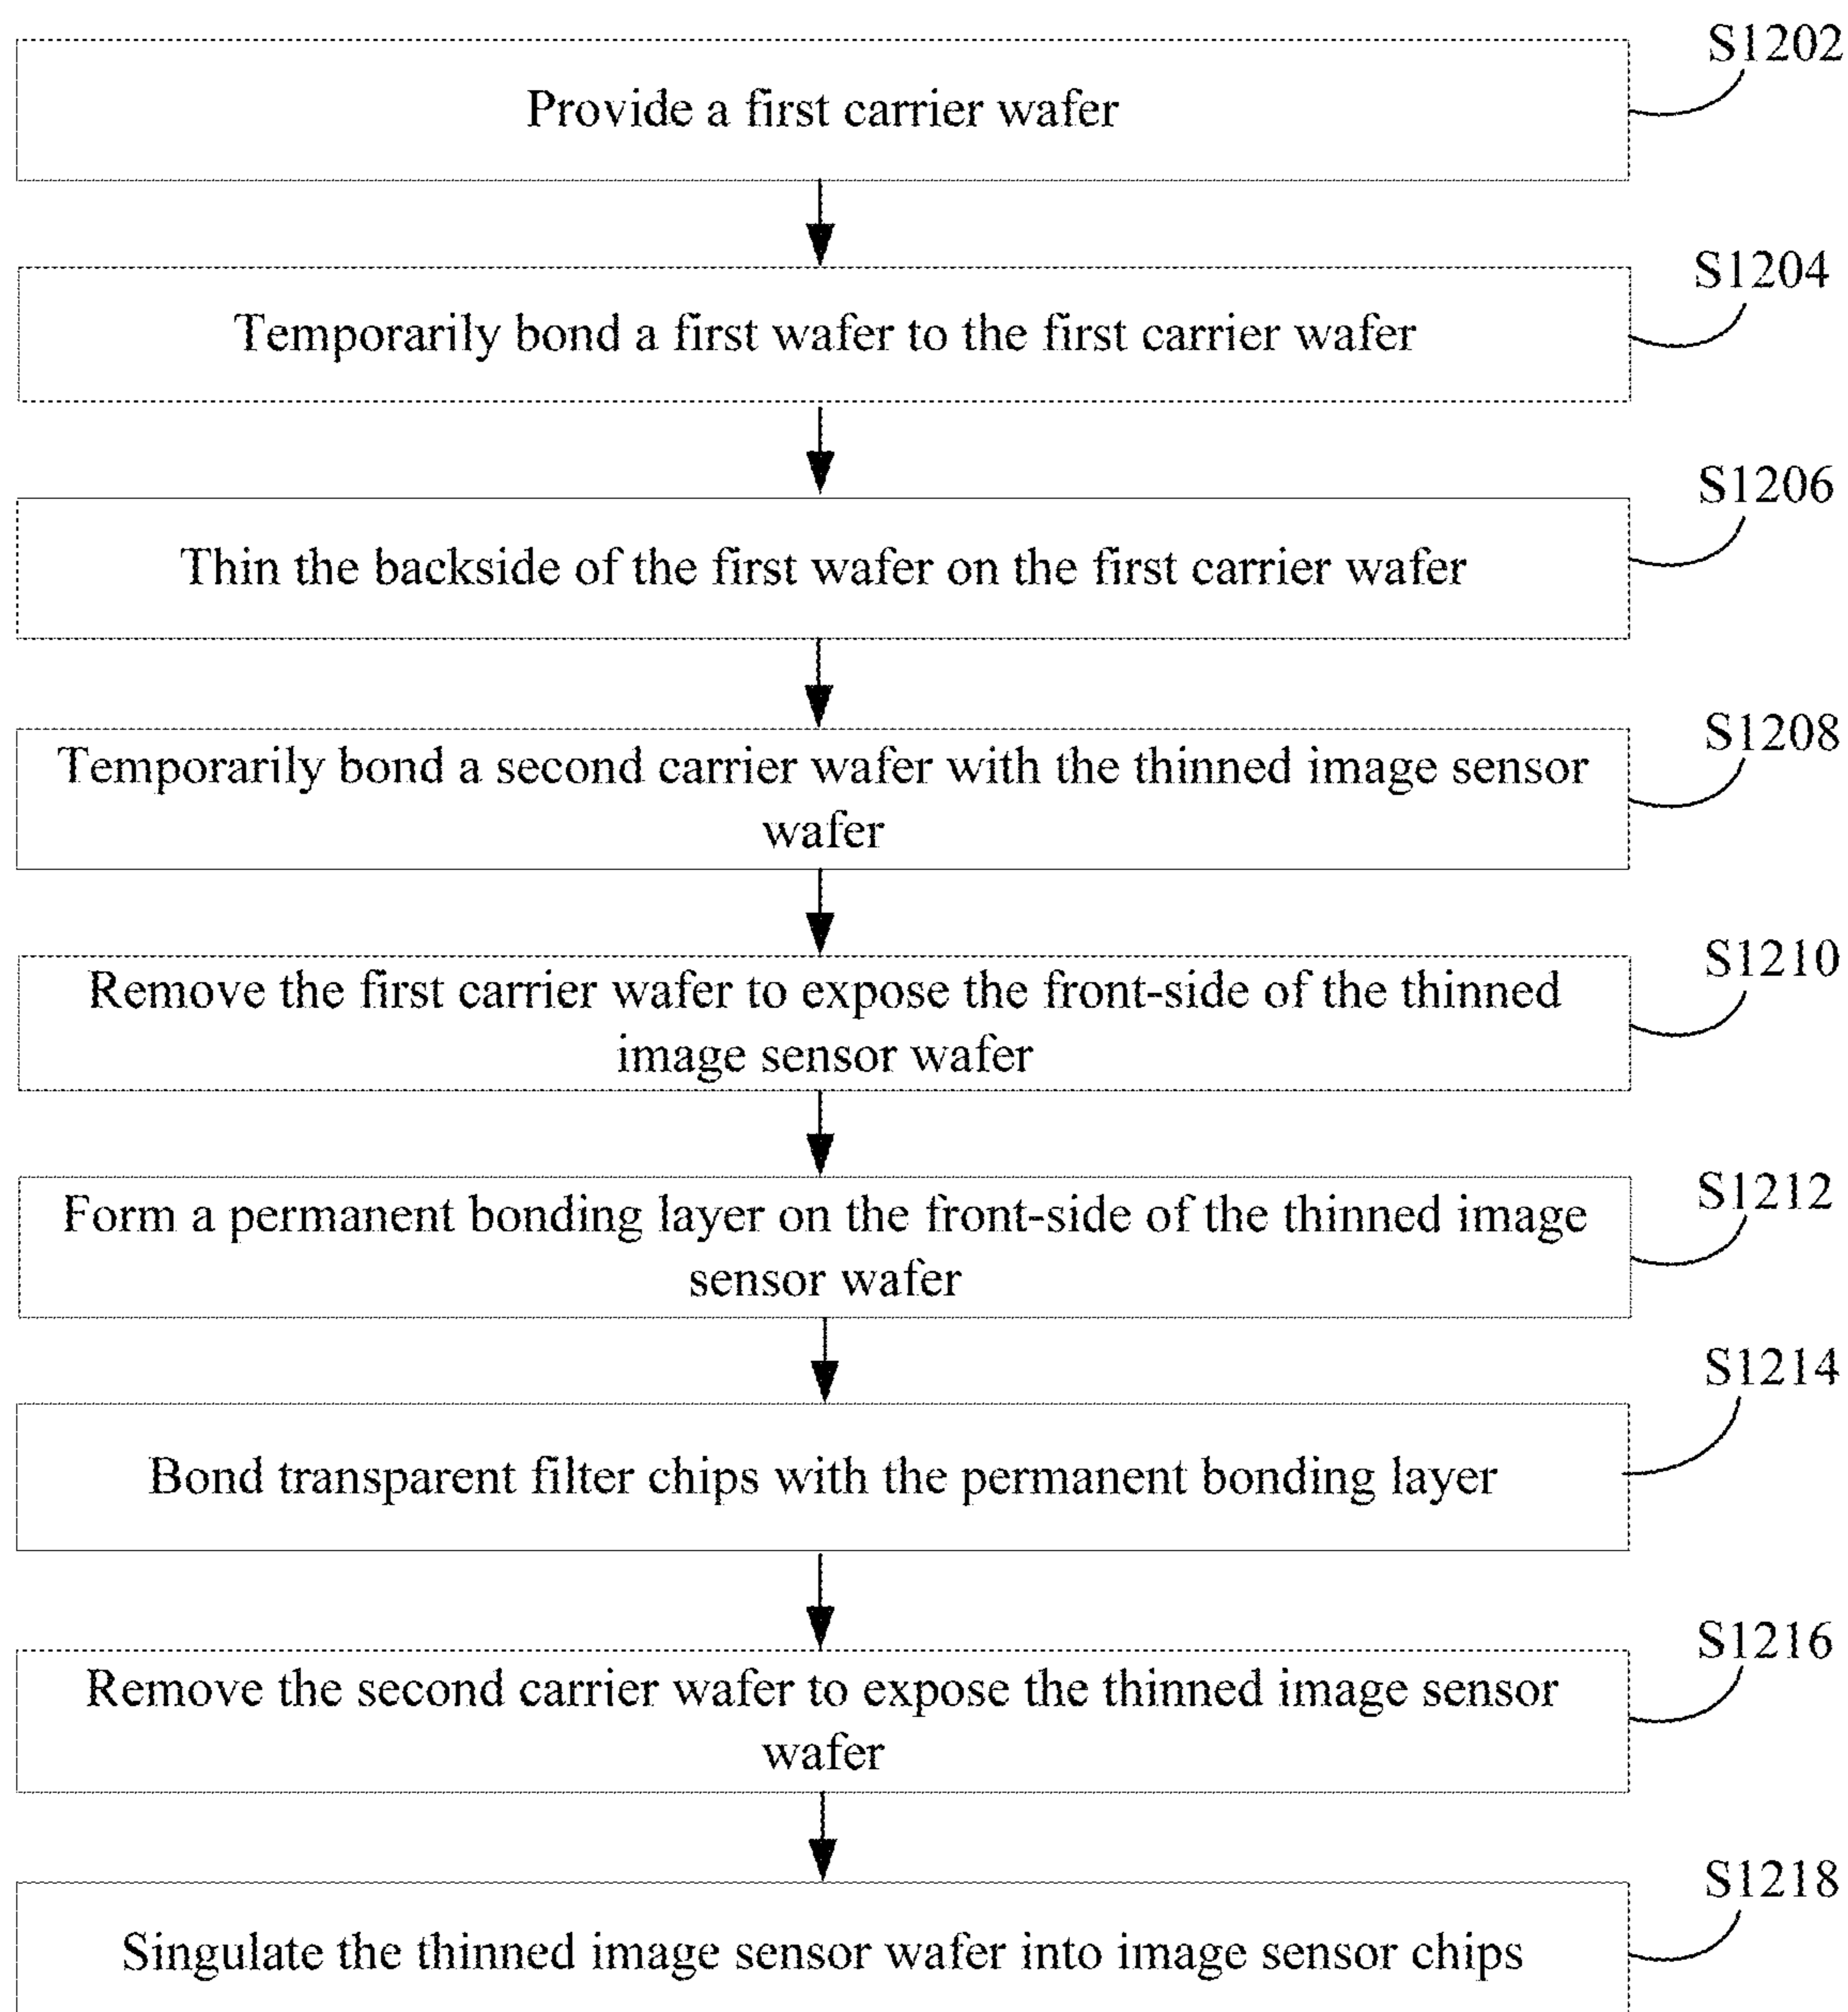 S1202
Provide a first carrier wafer
S1204
Temporarily bond a first wafer to the first carrier wafer
S1206
Thin the backside of the first wafer on the first carrier wafer
S1208
Temporarily bond a second carrier wafer with the thinned image sensor
wafer
S1210
Remove the first carrier wafer to expose the front-side of the thinned
image sensor wafer
S1212
Form a permanent bonding layer on the front-side of the thinned image
sensor wafer
S1214
Bond transparent filter chips with the permanent bonding layer
S1216
Remove the second carrier wafer to expose the thinned image sensor
wafer
S1218
Singulate the thinned image sensor wafer into image sensor chips